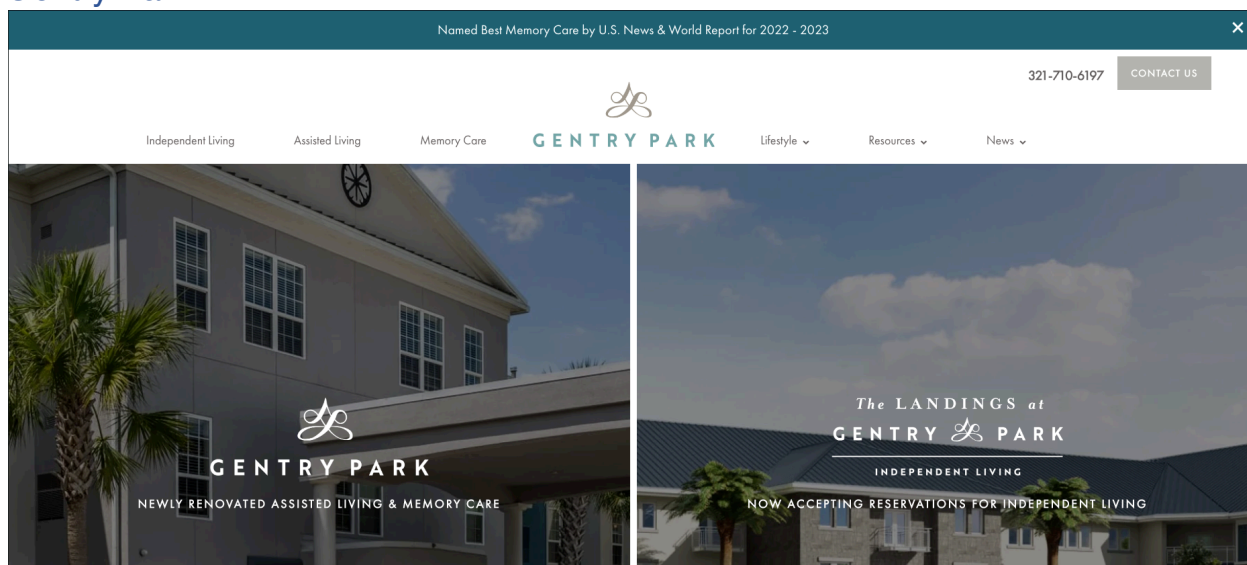 Named Best Memory Care by U.S. News & World Report for 2022 - 2023
321-710-6197
CONTACT US
Independent Living
Assisted Living
Memory Care
GENTRY PARK
Lifestyle
Resources
News
GENTRY PARK
NEWLY RENOVATED ASSISTED LIVING & MEMORY CARE
The LANDINGS at
GENTRY PARK
INDEPENDENT LIVING
NOW ACCEPTING RESERVATIONS FOR INDEPENDENT LIVING